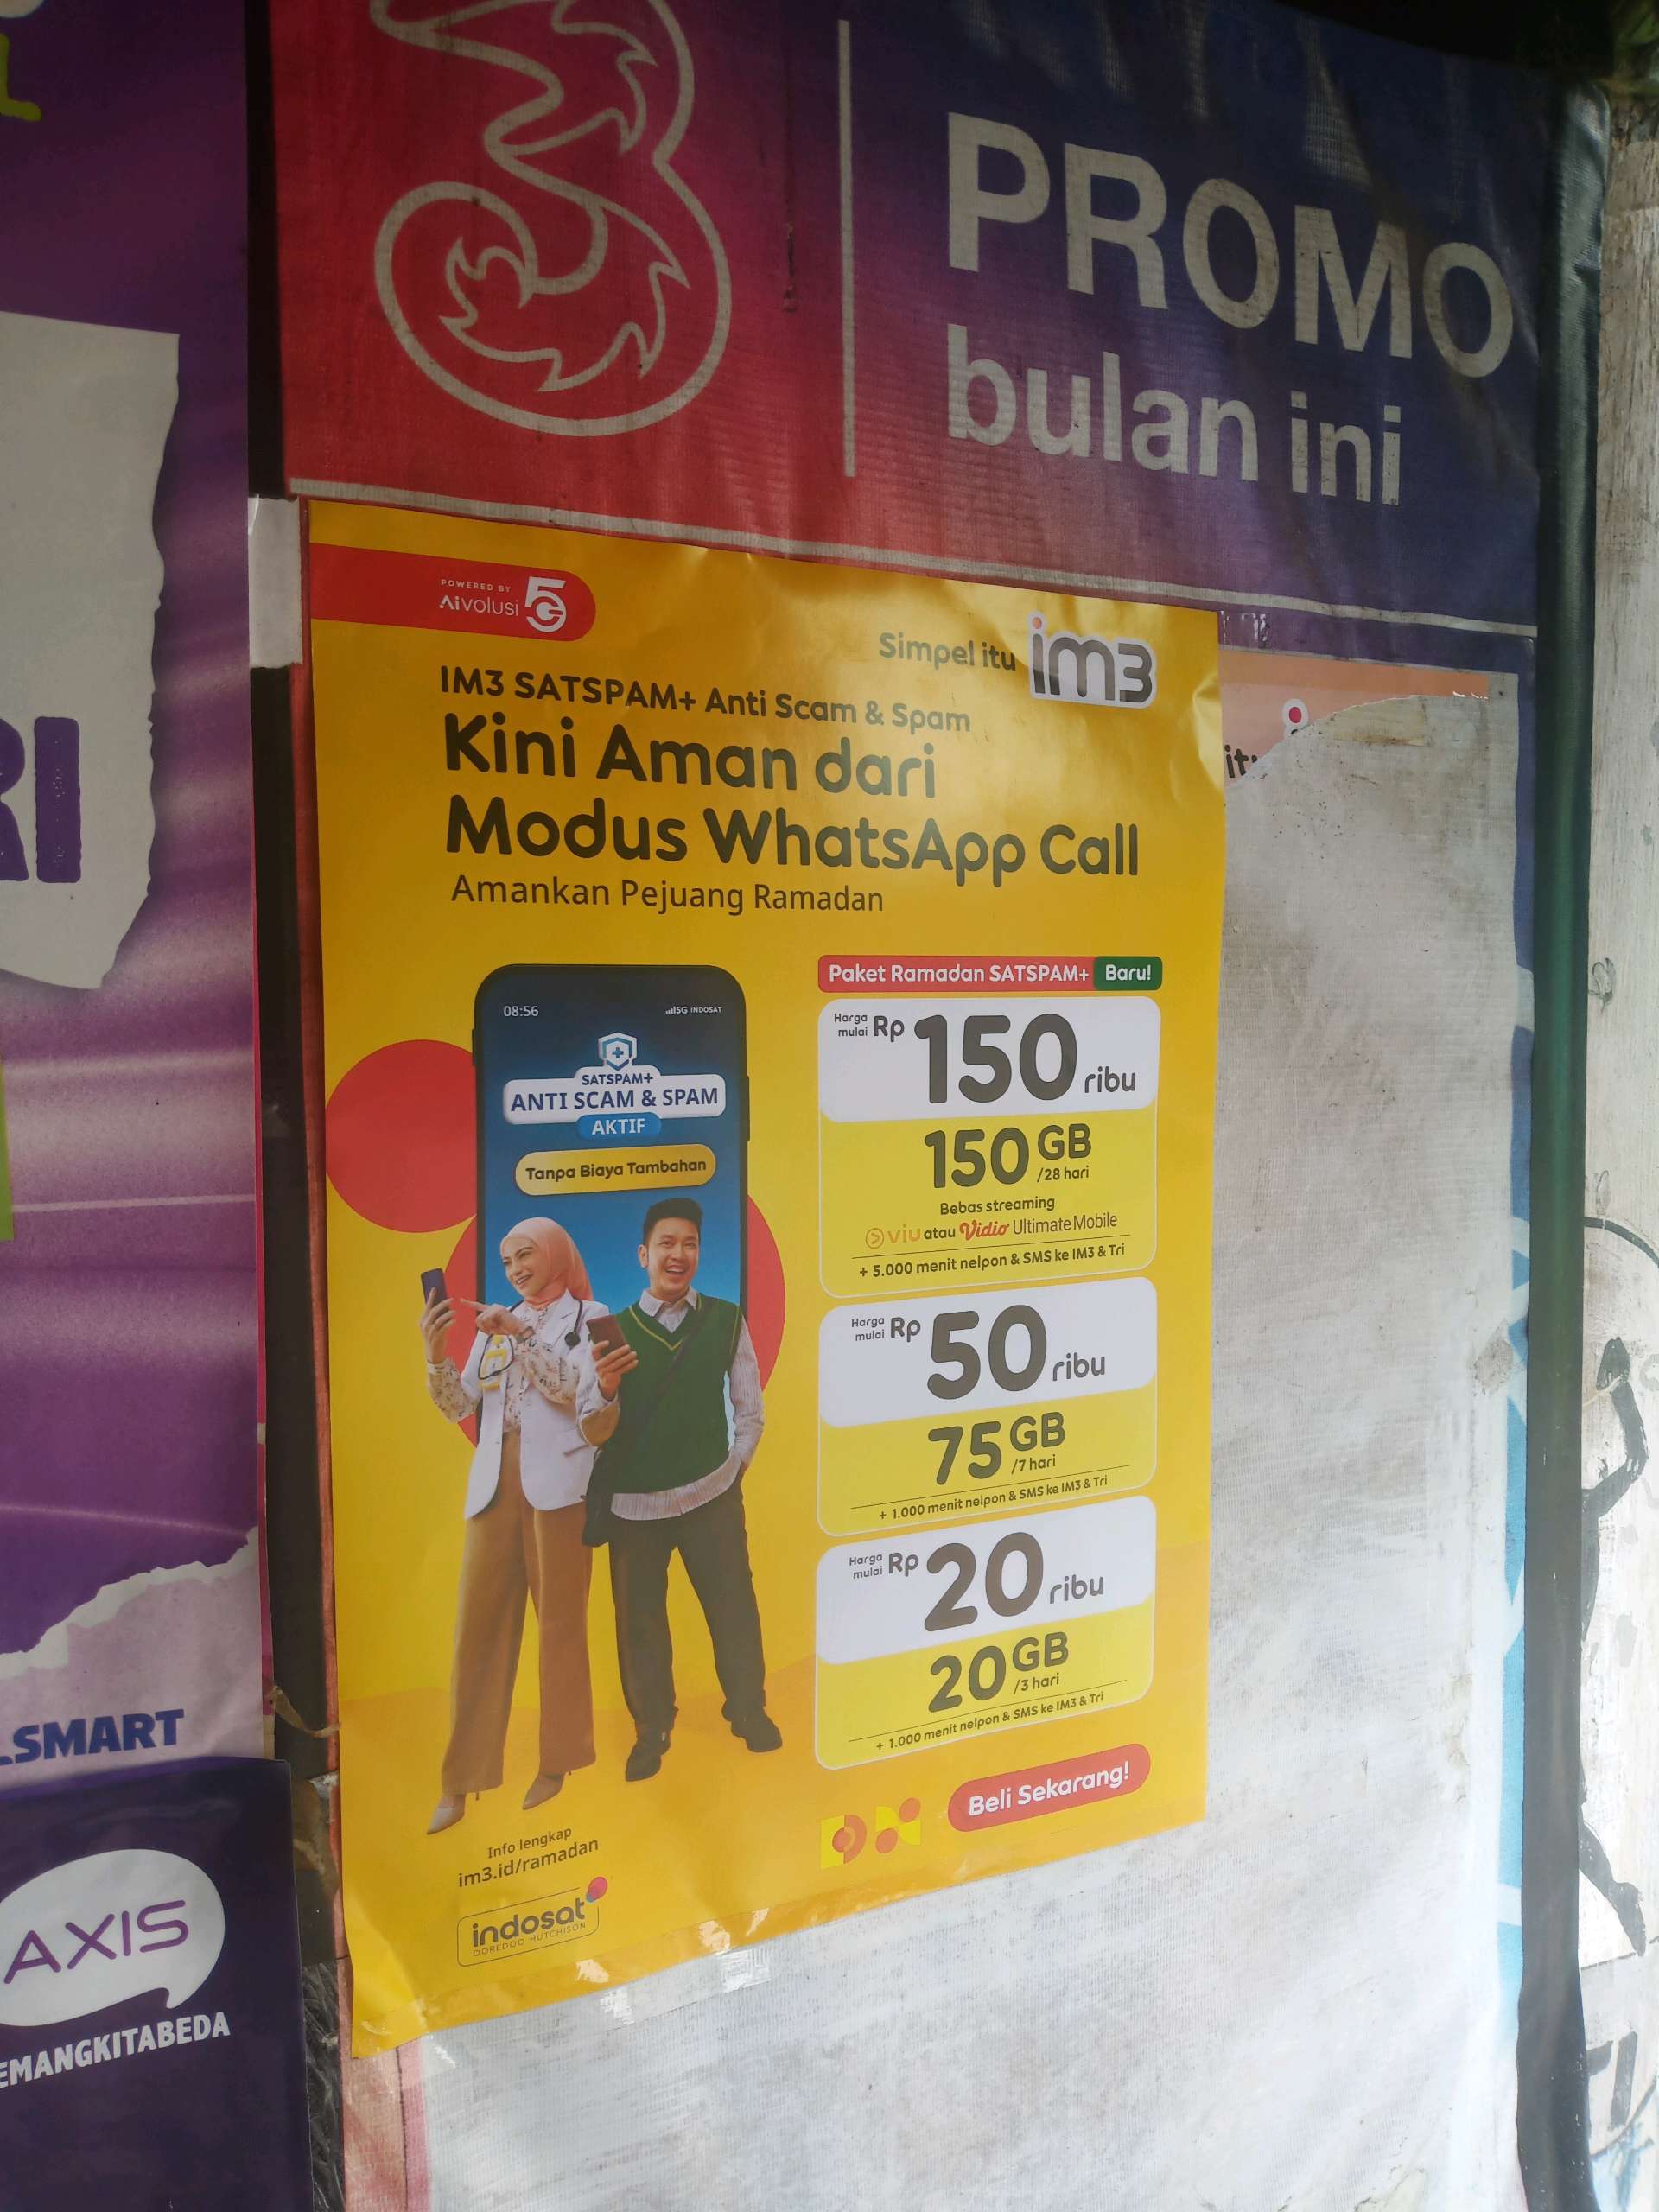 3
PROMO
bulan ini
POWERED BY
Aivolusi 5G
Simpel itu im3
IM3 SATSPAM+ Anti Scam & Spam
Kini Aman dari
Modus WhatsApp Call
Amankan Pejuang Ramadan
08:56
5G INDOSAT
SATSPAM+
ANTI SCAM & SPAM
AKTIF
Tanpa Biaya Tambahan
Paket Ramadan SATSPAM+ Baru!
Harga mulai Rp 150 ribu
150 GB /28 hari
Bebas streaming
viu atau Vidio Ultimate Mobile
+ 5.000 menit nelpon & SMS ke IM3 & Tri
Harga mulai Rp 50 ribu
75 GB /7 hari
+ 1.000 menit nelpon & SMS ke IM3 & Tri
Harga mulai Rp 20 ribu
20 GB /3 hari
+ 1.000 menit nelpon & SMS ke IM3 & Tri
Beli Sekarang!
Info lengkap
im3.id/ramadan
indosat
OOREDOO HUTCHISON
itu
RI
.SMART
AXIS
EMANGKITABEDA